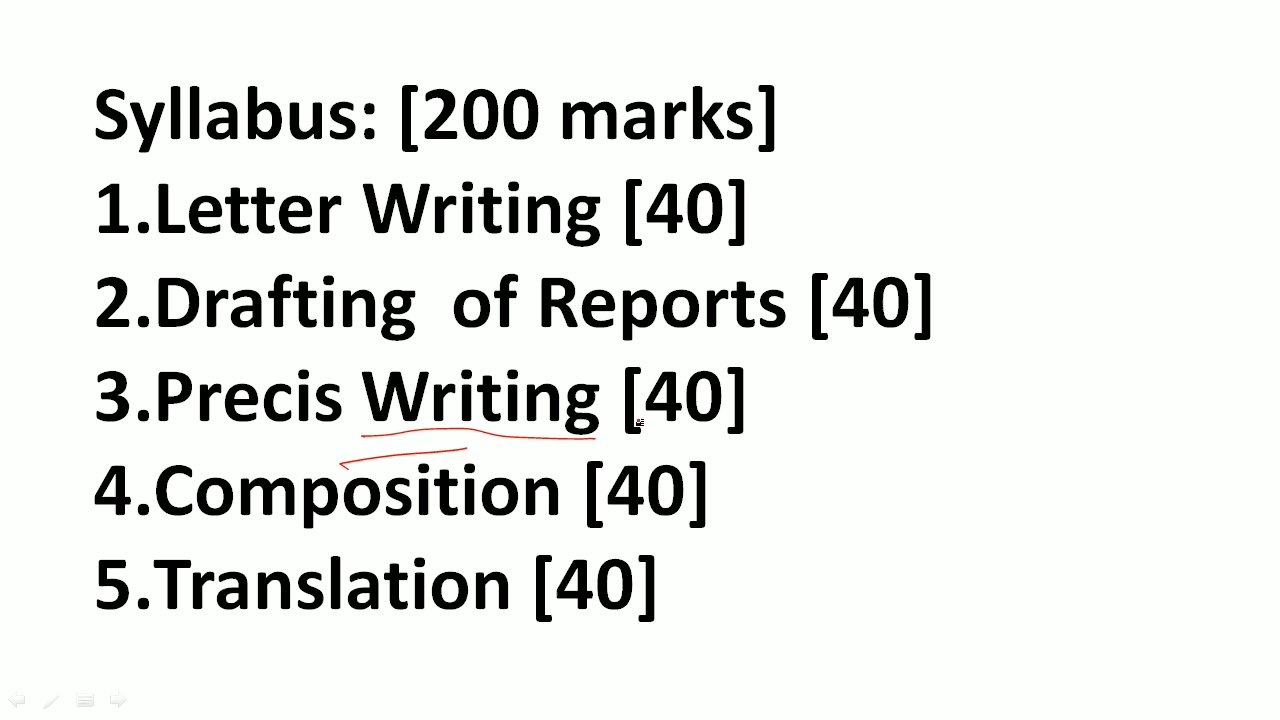 Syllabus: [200 marks]
1.Letter Writing [40]
2.Drafting  of Reports [40]
3.Precis Writing [40]
4.Composition [40]
5.Translation [40]